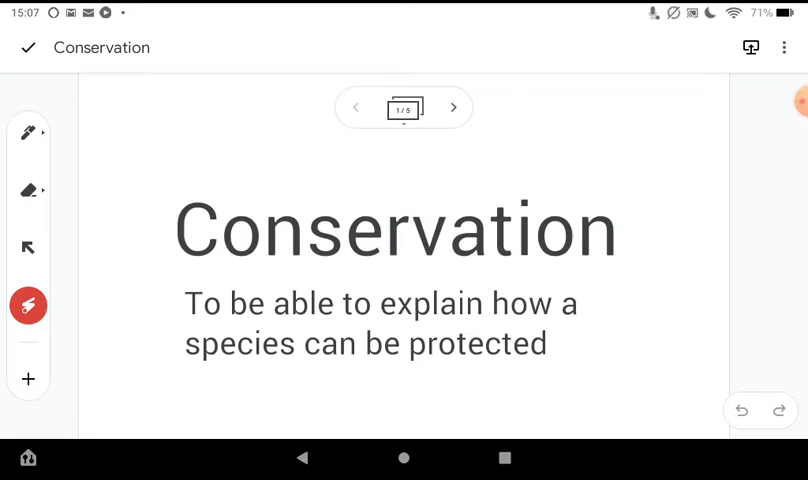 15:07
71%
Conservation
1 / 5
Conservation
To be able to explain how a
species can be protected